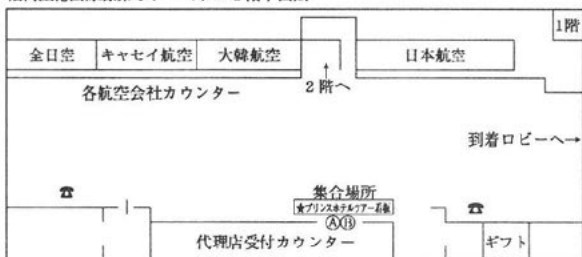 1階
全日空 キャセイ航空 大韓航空 日本航空
各航空会社カウンター
2階へ
到着ロビーへ→
集合場所
★プリンスホテルツアー看板
ⒶⒷ
代理店受付カウンター
ギフト